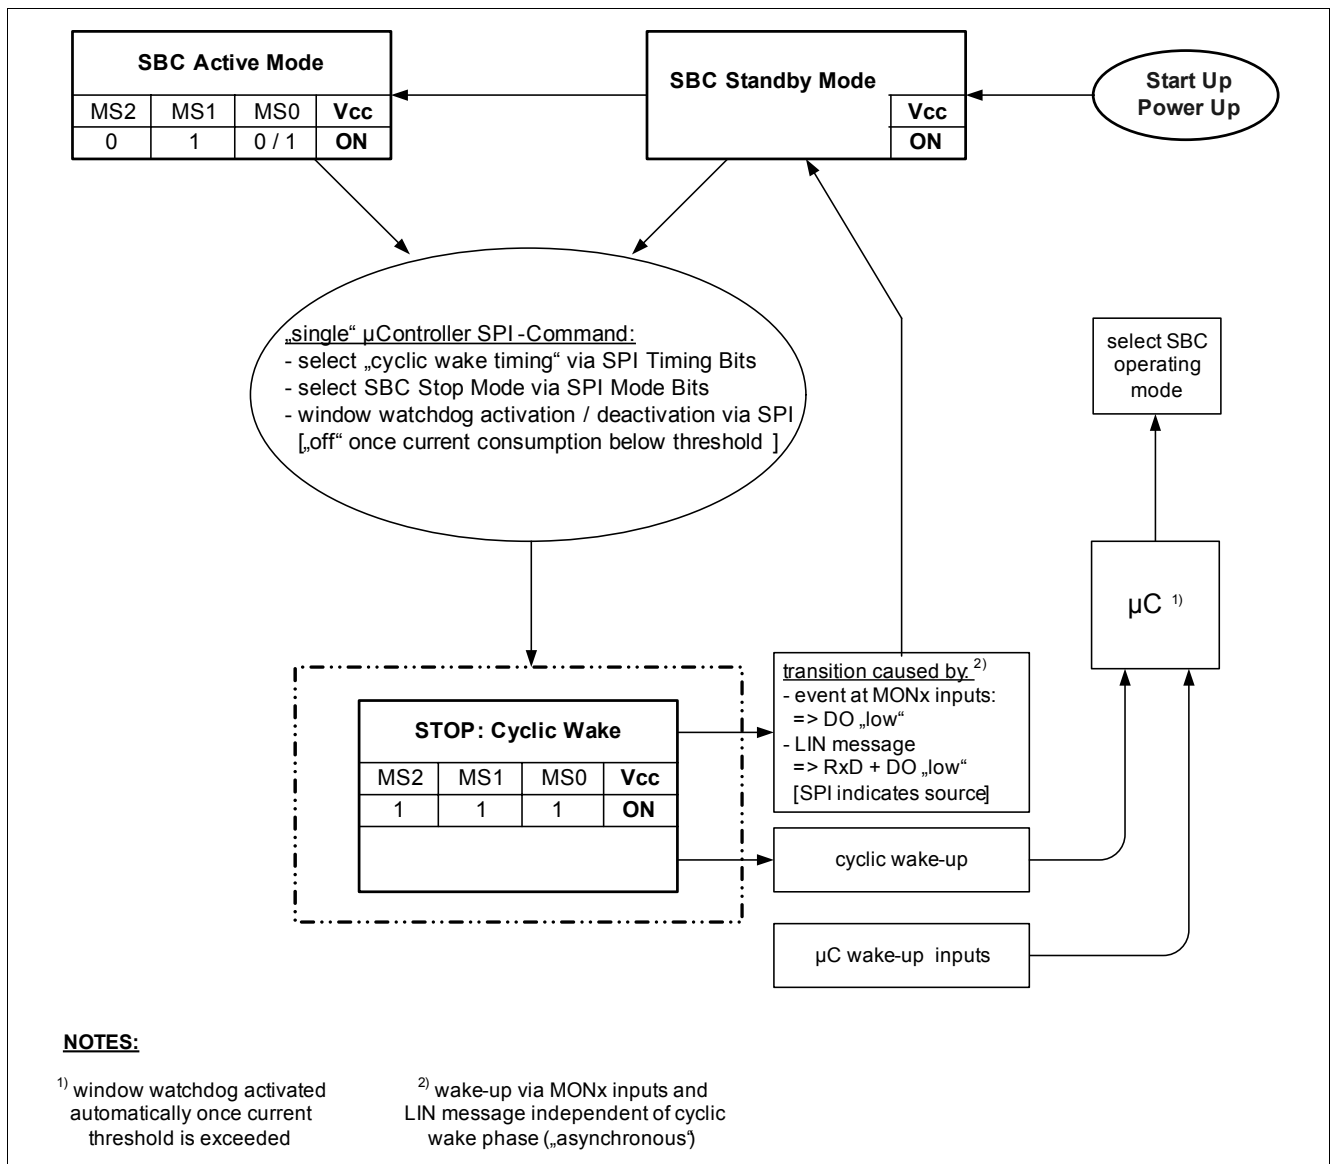 SBC Active Mode
MS2 MS1 MS0 Vcc
0 1 0 / 1 ON
SBC Standby Mode
Vcc
ON
Start Up
Power Up
„single“ µController SPI-Command:
- select „cyclic wake timing“ via SPI Timing Bits
- select SBC Stop Mode via SPI Mode Bits
- window watchdog activation / deactivation via SPI
[„off“ once current consumption below threshold ]
select SBC
operating
mode
µC 1)
STOP: Cyclic Wake
MS2 MS1 MS0 Vcc
1 1 1 ON
transition caused by: 2)
- event at MONx inputs:
=> DO „low“
- LIN message
=> RxD + DO „low“
[SPI indicates source]
cyclic wake-up
µC wake-up inputs
NOTES:
1) window watchdog activated
automatically once current
threshold is exceeded
2) wake-up via MONx inputs and
LIN message independent of cyclic
wake phase („asynchronous“)